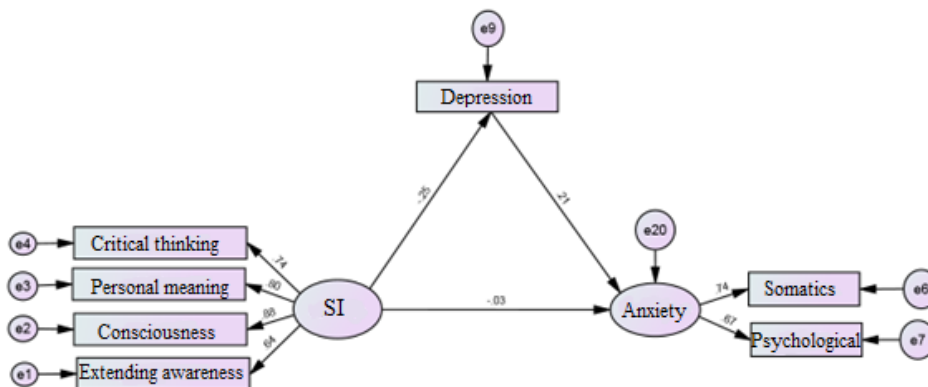 e9
Depression
-.25
.21
e4
Critical thinking
.74
e20
e3
Personal meaning
.80
SI
-.03
Anxiety
.74
Somatics
e6
e2
Consciousness
.88
.67
Psychological
e7
.64
e1
Extending awareness